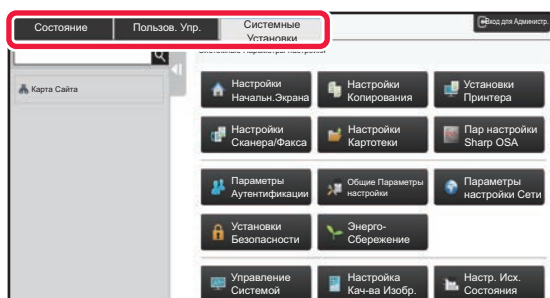 Состояние
Пользов. Упр.
Системные
Установки
Вход для Администр.
Системные Параметры настройки
Карта Сайта
Настройки
Начальн.Экрана
Настройки
Копирования
Установки
Принтера
Настройки
Сканера/Факса
Настройки
Картотеки
Пар настройки
Sharp OSA
Параметры
Аутентификации
Общие Параметры
настройки
Параметры
настройки Сети
Установки
Безопасности
Энерго-
Сбережение
Управление
Системой
Настройка
Кач-ва Изобр.
Настр. Исх.
Состояния